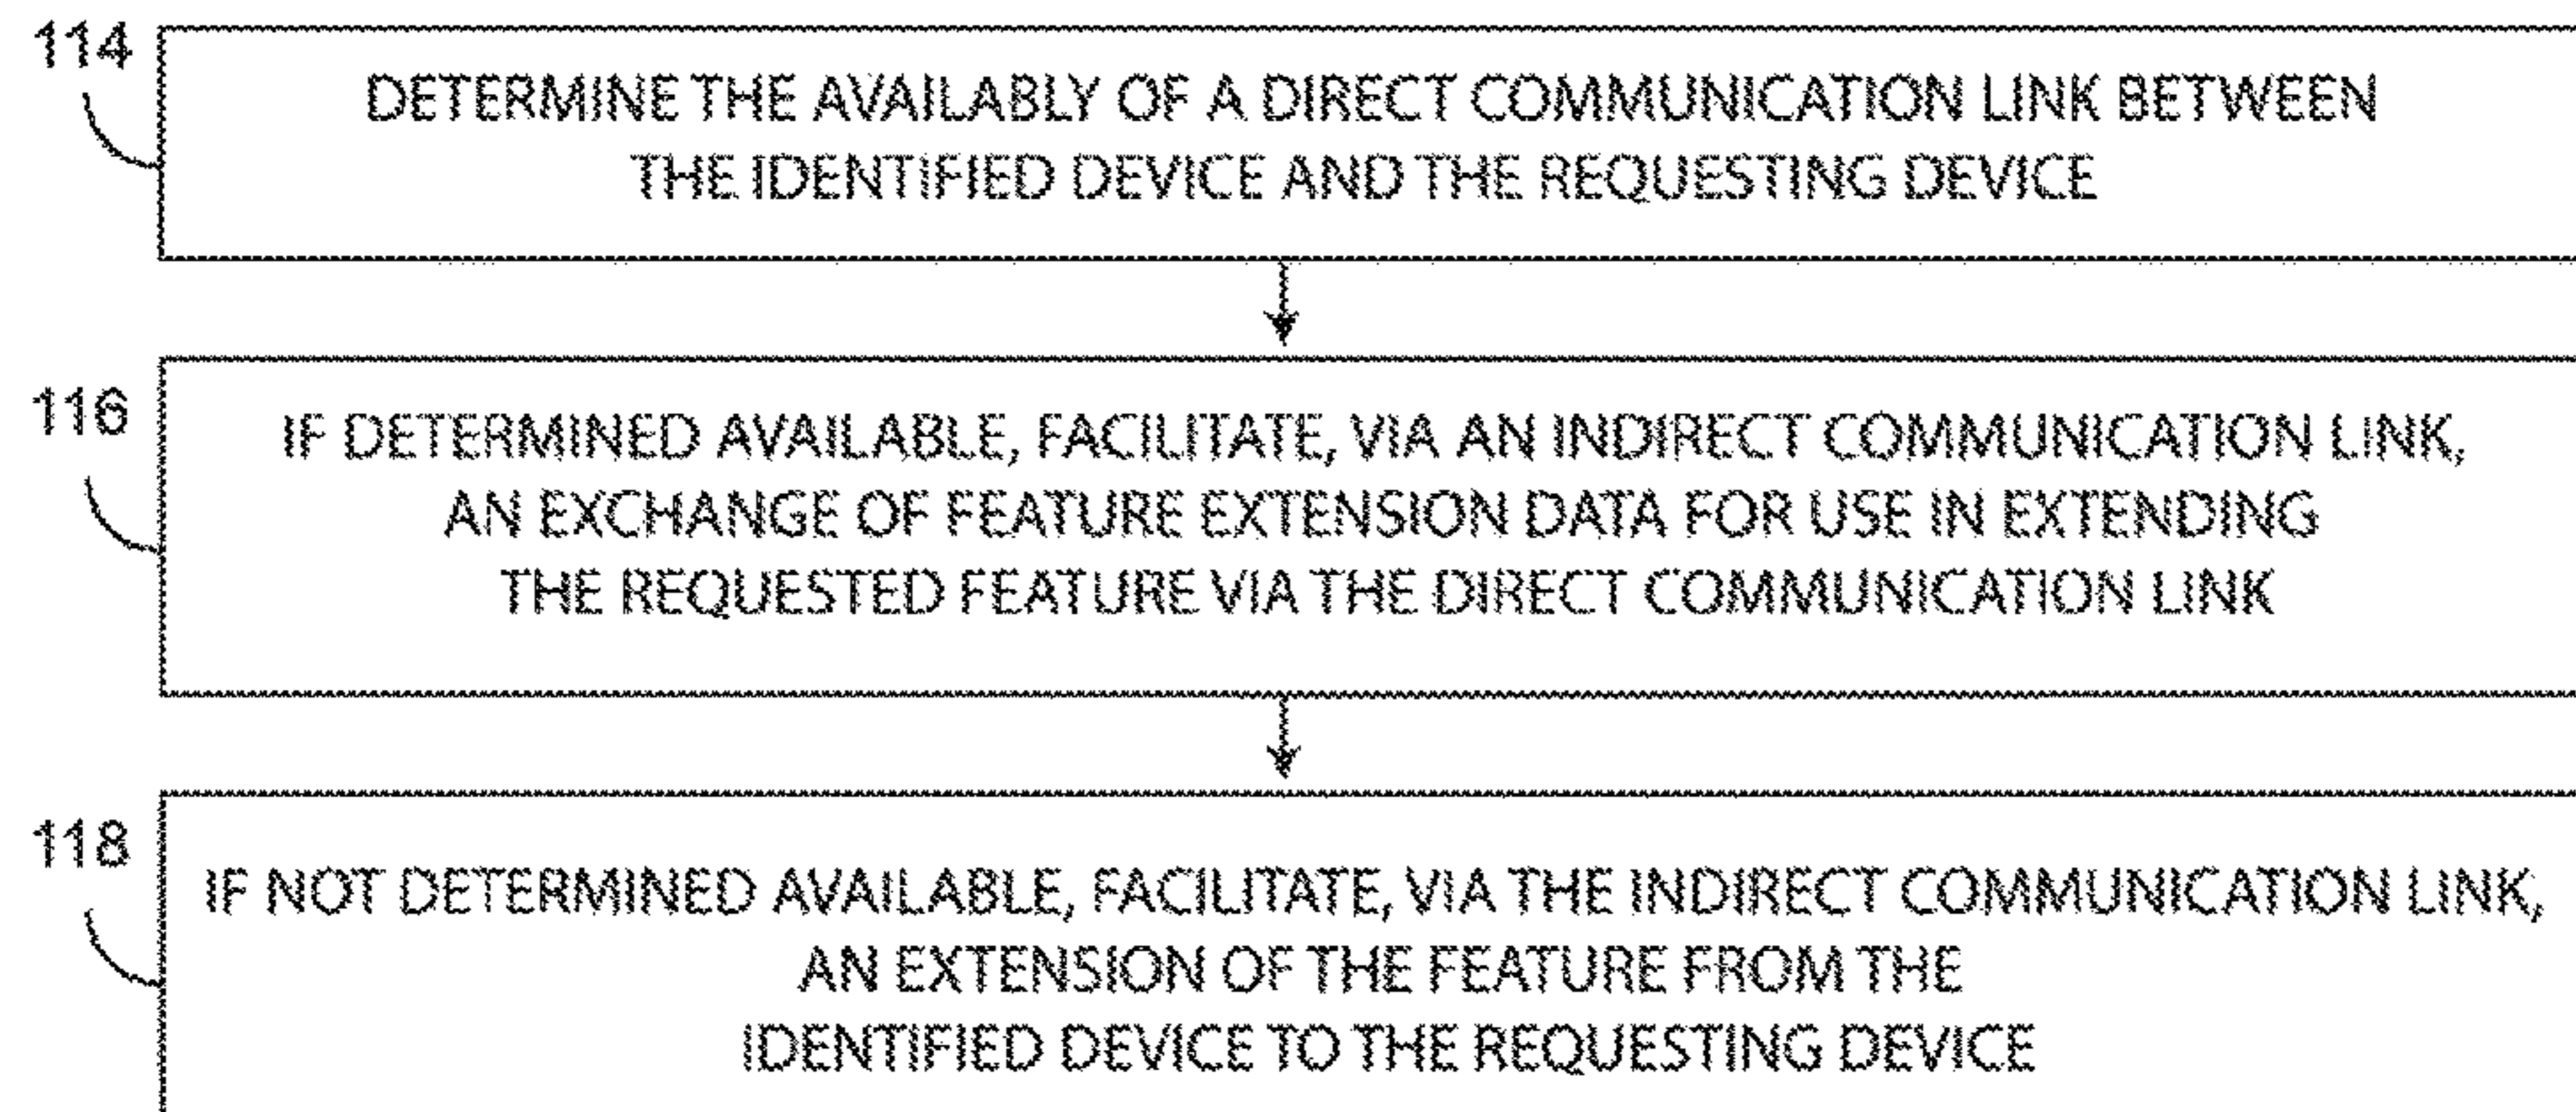 114
DETERMINE THE AVAILABLY OF A DIRECT COMMUNICATION LINK BETWEEN
THE IDENTIFIED DEVICE AND THE REQUESTING DEVICE
116
IF DETERMINED AVAILABLE, FACILITATE, VIA AN INDIRECT COMMUNICATION LINK,
AN EXCHANGE OF FEATURE EXTENSION DATA FOR USE IN EXTENDING
THE REQUESTED FEATURE VIA THE DIRECT COMMUNICATION LINK
118
IF NOT DETERMINED AVAILABLE, FACILITATE, VIA THE INDIRECT COMMUNICATION LINK,
AN EXTENSION OF THE FEATURE FROM THE
IDENTIFIED DEVICE TO THE REQUESTING DEVICE